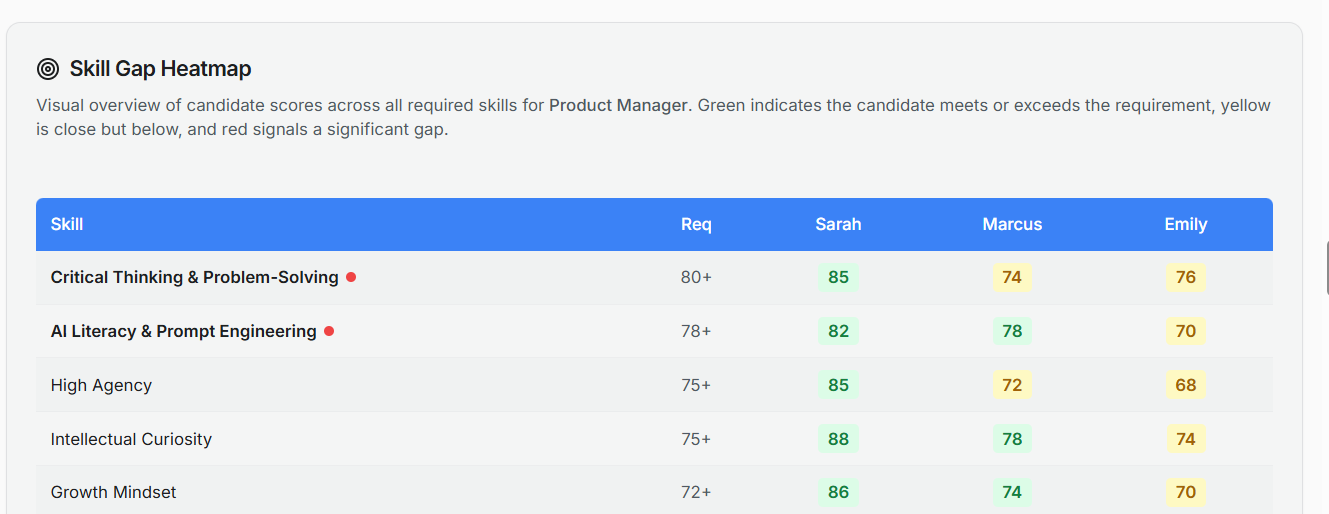 Skill Gap Heatmap
Visual overview of candidate scores across all required skills for Product Manager. Green indicates the candidate meets or exceeds the requirement, yellow
is close but below, and red signals a significant gap.
Skill Req Sarah Marcus Emily
Critical Thinking & Problem-Solving 80+ 85 74 76
AI Literacy & Prompt Engineering 78+ 82 78 70
High Agency 75+ 85 72 68
Intellectual Curiosity 75+ 88 78 74
Growth Mindset 72+ 86 74 70